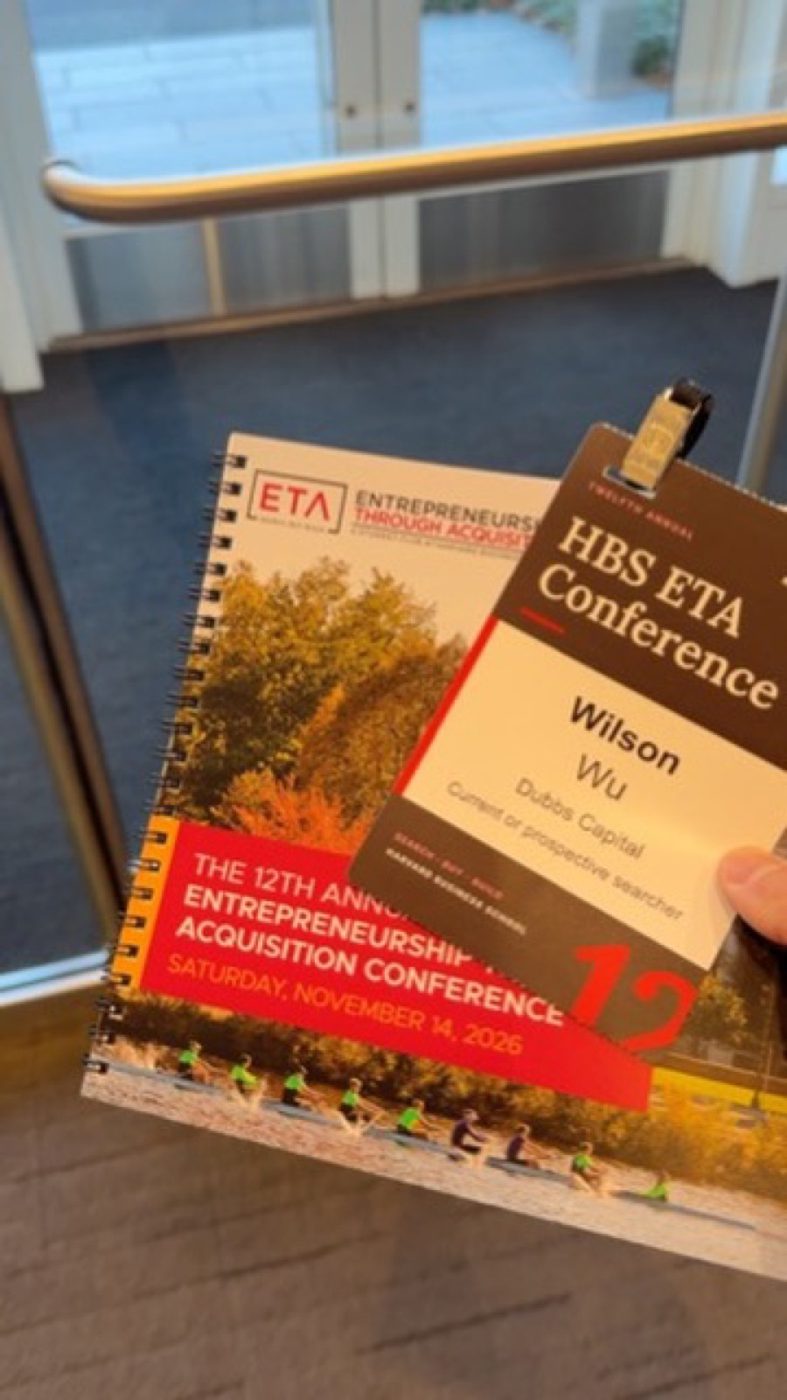 ETA
ENTREPRENEURSH
THROUGH ACQUISIT
THE 12TH ANNU
ENTREPRENEURSHIP
ACQUISITION CONFERENCE
SATURDAY, NOVEMBER 14, 2026
TWELFTH ANNUAL
HBS ETA
Conference
Wilson
Wu
Dubbs Capital
Current or prospective searcher
SEARCH · BUY · BUILD
HARVARD BUSINESS SCHOOL
12